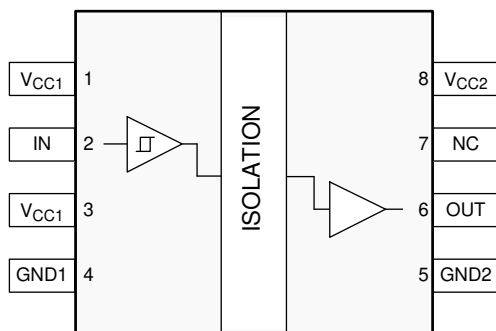 VCC1 1
IN 2
VCC1 3
GND1 4
ISOLATION
8 VCC2
7 NC
6 OUT
5 GND2